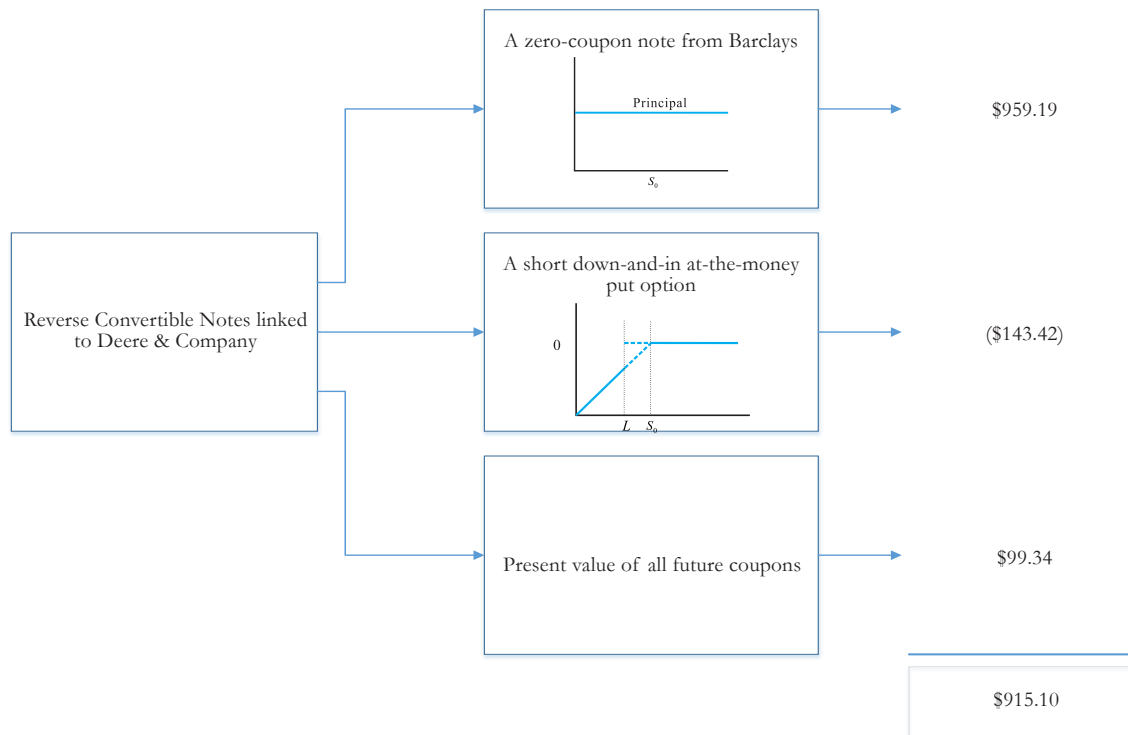 Reverse Convertible Notes linked
to Deere & Company
A zero-coupon note from Barclays
Principal
S₀
$959.19
A short down-and-in at-the-money
put option
0
L S₀
($143.42)
Present value of all future coupons
$99.34
$915.10